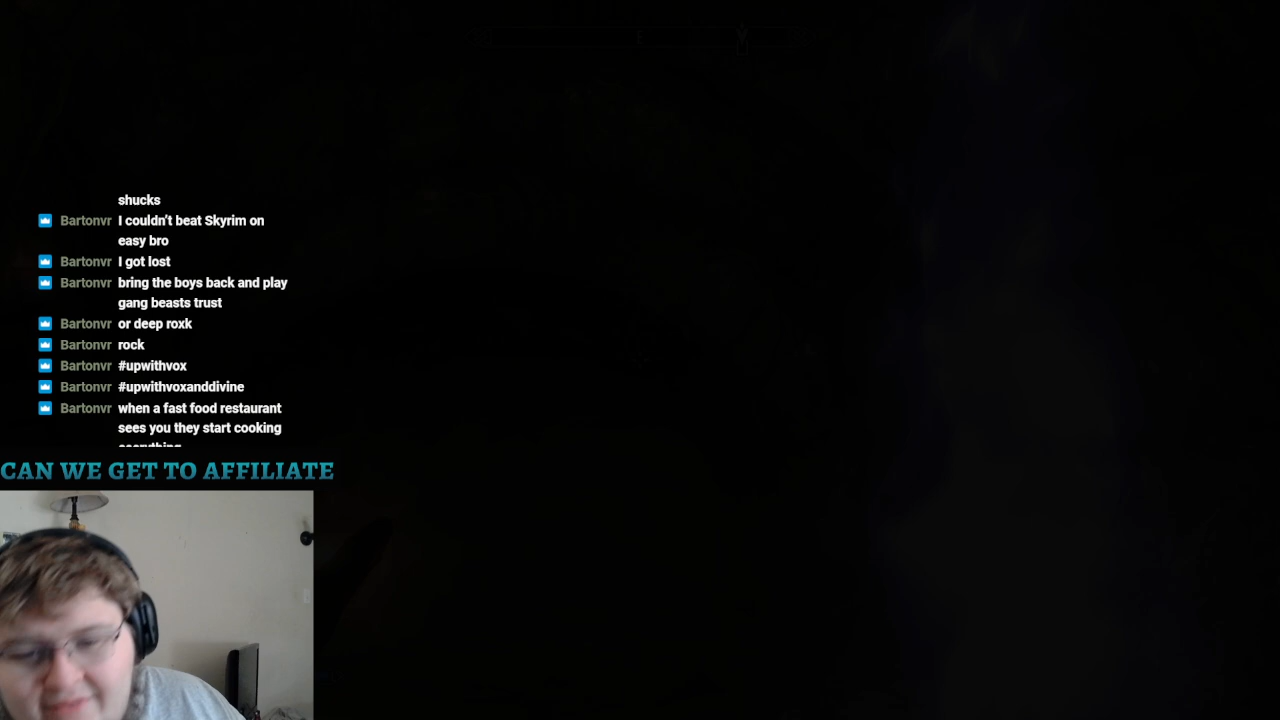 shucks
Bartonvr I couldn't beat Skyrim on
easy bro
Bartonvr I got lost
Bartonvr bring the boys back and play
gang beasts trust
Bartonvr or deep roxk
Bartonvr rock
Bartonvr #upwithvox
Bartonvr #upwithvoxanddivine
Bartonvr when a fast food restaurant
sees you they start cooking
CAN WE GET TO AFFILIATE